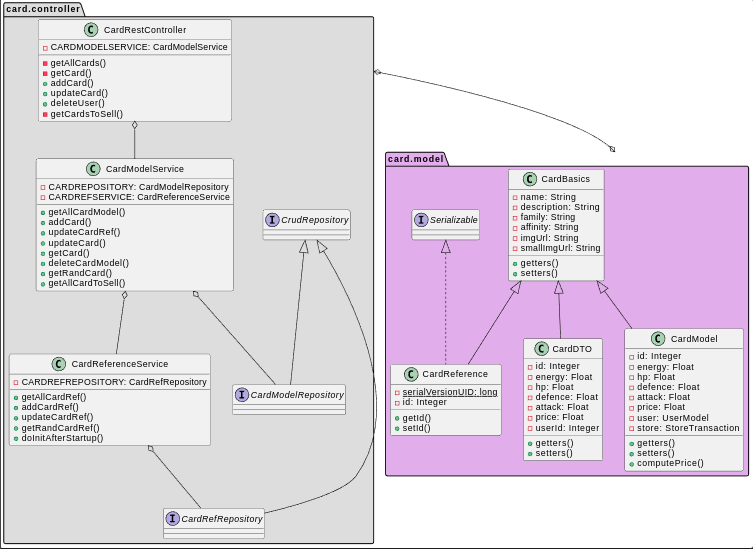 card.controller
C CardRestController
CARDMODELSERVICE: CardModelService
getAllCards()
getCard()
addCard()
updateCard()
deleteUser()
getCardsToSell()
C CardModelService
CARDREPOSITORY: CardModelRepository
CARDREFSERVICE: CardReferenceService
getAllCardModel()
addCard()
updateCardRef()
updateCard()
getCard()
deleteCardModel()
getRandCard()
getAllCardToSell()
I CrudRepository
C CardReferenceService
CARDREFREPOSITORY: CardRefRepository
getAllCardRef()
addCardRef()
updateCardRef()
getRandCardRef()
doInitAfterStartup()
I CardModelRepository
I CardRefRepository
card.model
C CardBasics
name: String
description: String
family: String
affinity: String
imgUrl: String
smallImgUrl: String
getters()
setters()
I Serializable
C CardReference
serialVersionUID: long
id: Integer
getId()
setId()
C CardDTO
id: Integer
energy: Float
hp: Float
defence: Float
attack: Float
price: Float
userId: Integer
getters()
setters()
C CardModel
id: Integer
energy: Float
hp: Float
defence: Float
attack: Float
price: Float
user: UserModel
store: StoreTransaction
getters()
setters()
computePrice()